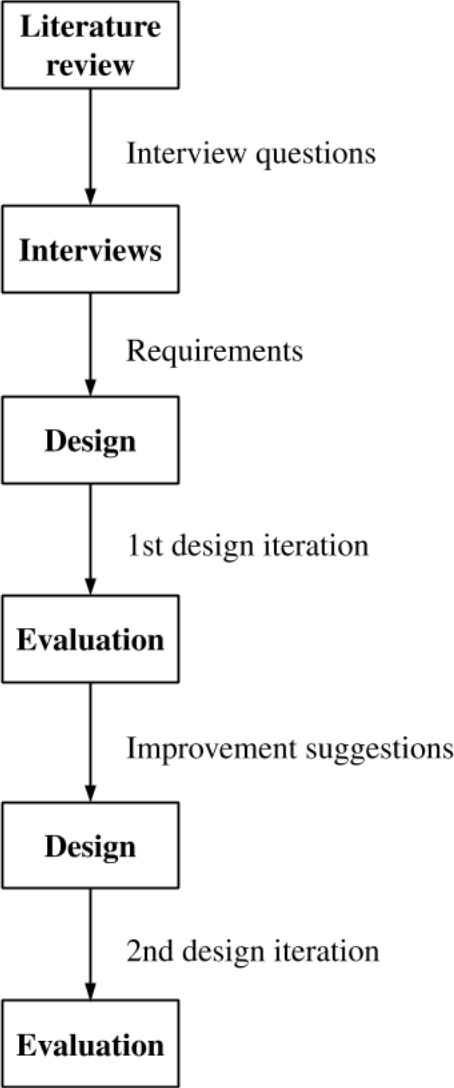 Literature
review
Interview questions
Interviews
Requirements
Design
1st design iteration
Evaluation
Improvement suggestions
Design
2nd design iteration
Evaluation